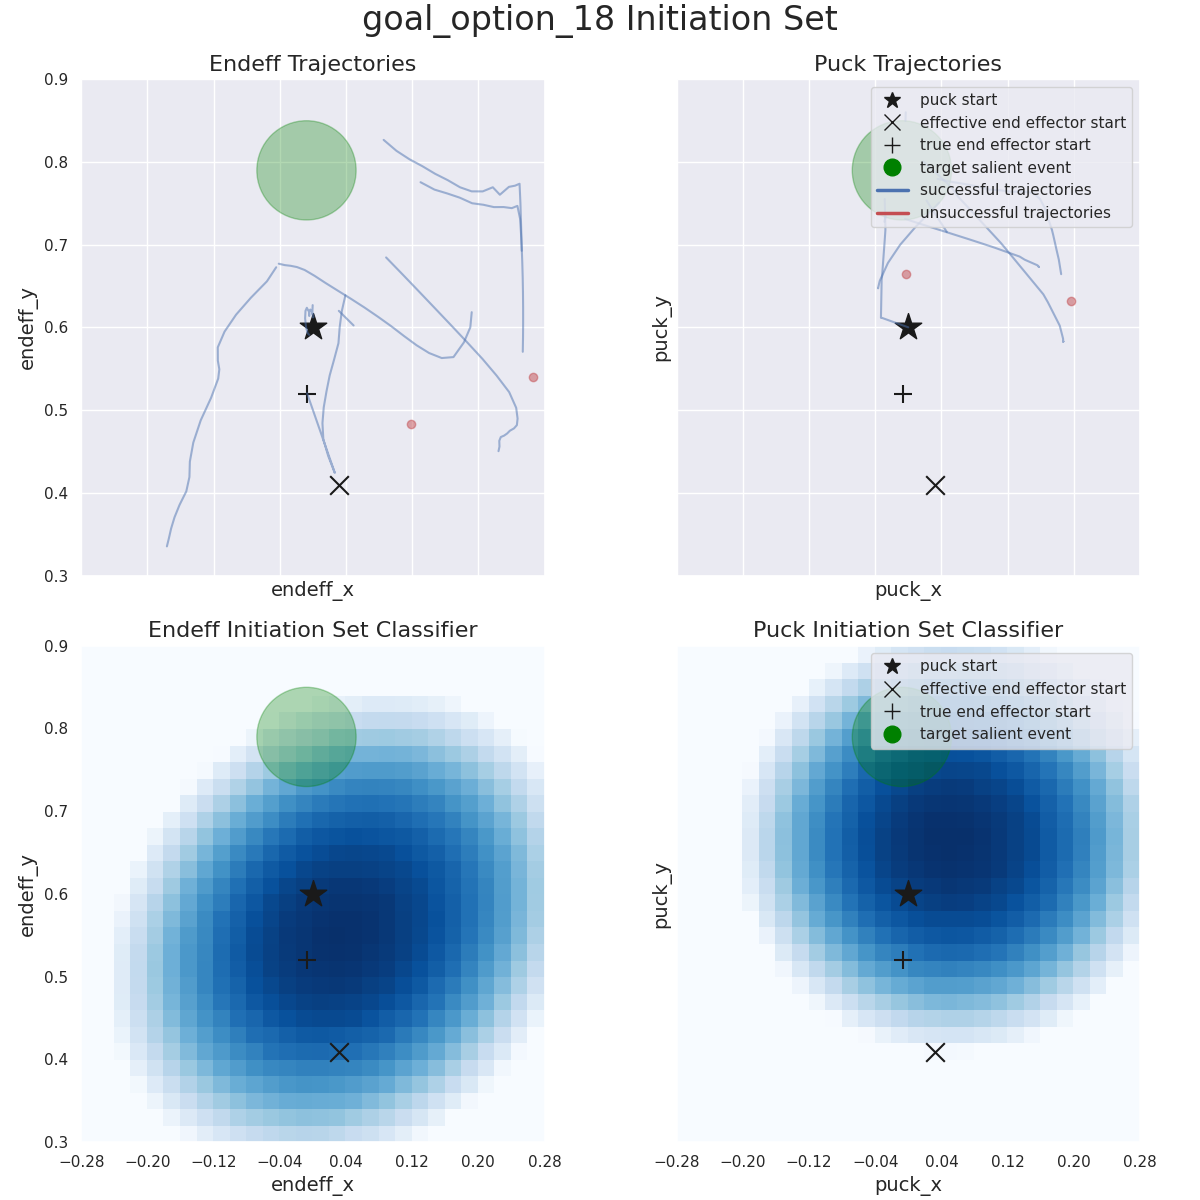 goal_option_18 Initiation Set
Endeff Trajectories
0.9
0.8
0.7
0.6
0.5
0.4
0.3
endeff_y
endeff_x
Puck Trajectories
puck start
effective end effector start
true end effector start
target salient event
successful trajectories
unsuccessful trajectories
puck_y
puck_x
Endeff Initiation Set Classifier
0.9
0.8
0.7
0.6
0.5
0.4
0.3
endeff_y
−0.28 −0.20 −0.12 −0.04 0.04 0.12 0.20 0.28
endeff_x
Puck Initiation Set Classifier
puck start
effective end effector start
true end effector start
target salient event
puck_y
−0.28 −0.20 −0.12 −0.04 0.04 0.12 0.20 0.28
puck_x